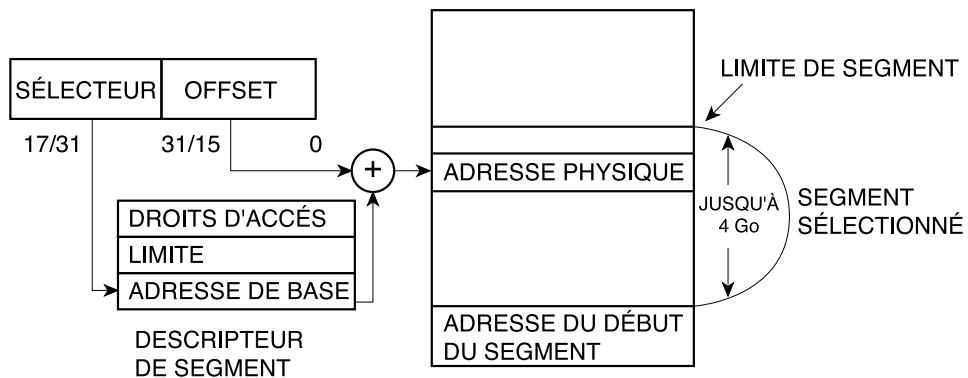 SÉLECTEUR OFFSET
17/31 31/15 0
+
DROITS D'ACCÉS
LIMITE
ADRESSE DE BASE
DESCRIPTEUR
DE SEGMENT
ADRESSE PHYSIQUE
ADRESSE DU DÉBUT
DU SEGMENT
LIMITE DE SEGMENT
JUSQU'À
4 Go
SEGMENT
SÉLECTIONNÉ